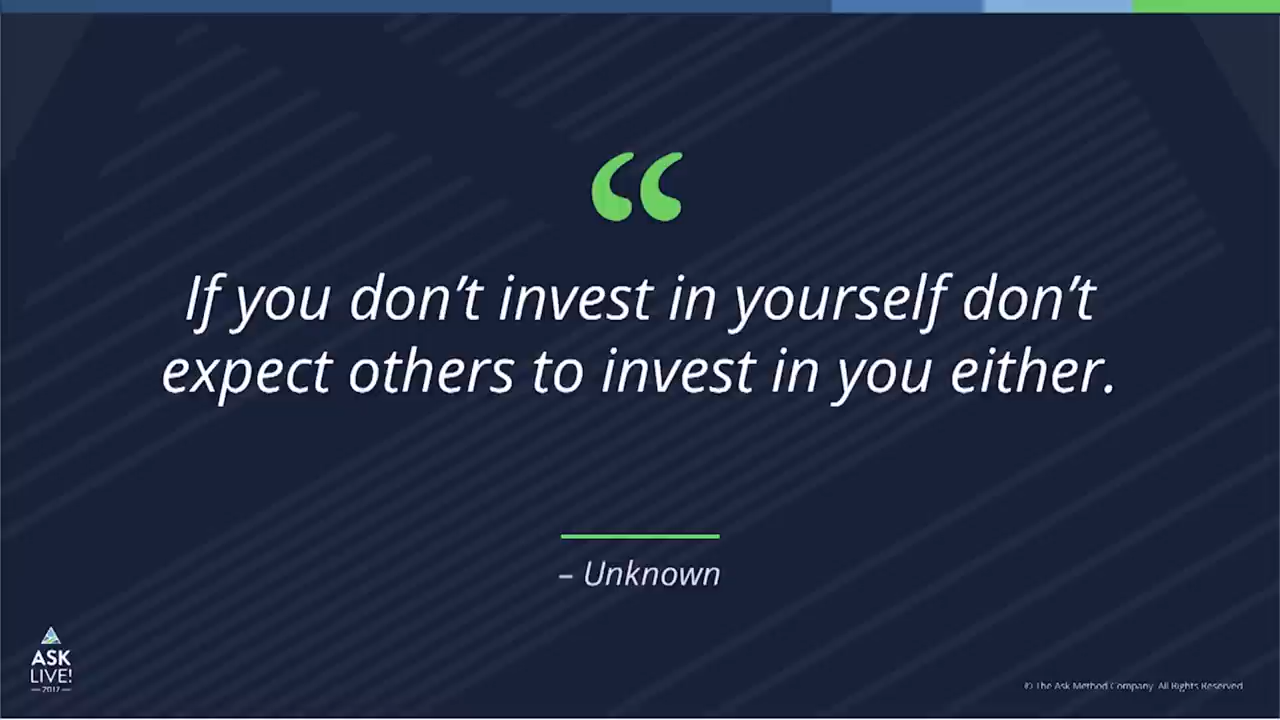 “
If you don’t invest in yourself don’t
expect others to invest in you either.
– Unknown
ASK
LIVE!
— 2017 —
© The Ask Method Company. All Rights Reserved